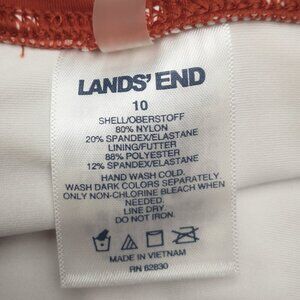 LANDS' END
10
SHELL/OBERSTOFF
80% NYLON
20% SPANDEX/ELASTANE
LINING/FUTTER
88% POLYESTER
12% SPANDEX/ELASTANE
HAND WASH COLD.
WASH DARK COLORS SEPARATELY.
ONLY NON-CHLORINE BLEACH WHEN
NEEDED.
LINE DRY.
DO NOT IRON.
MADE IN VIETNAM
RN 62830